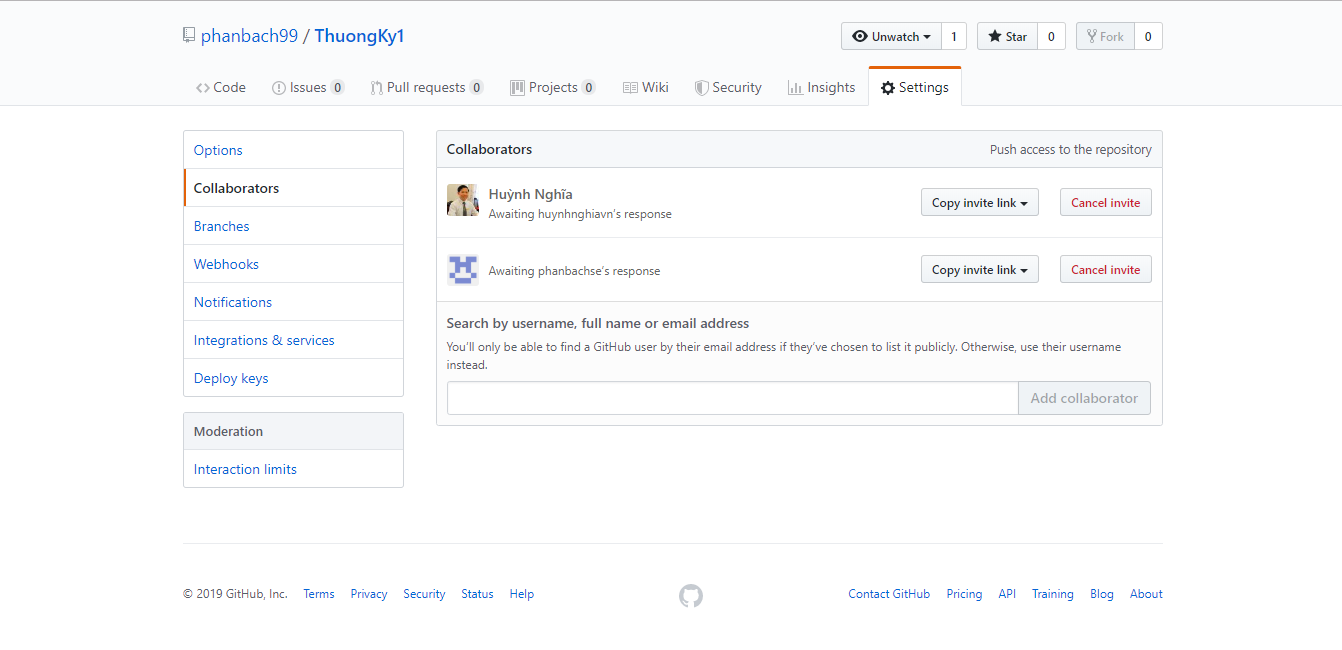 phanbach99 / ThuongKy1
Unwatch 1 Star 0 Fork 0
Code Issues 0 Pull requests 0 Projects 0 Wiki Security Insights Settings
Options
Collaborators
Branches
Webhooks
Notifications
Integrations & services
Deploy keys
Moderation
Interaction limits
Collaborators Push access to the repository
Huỳnh Nghĩa
Awaiting huynhnghiavn's response
Copy invite link Cancel invite
Awaiting phanbachse's response
Copy invite link Cancel invite
Search by username, full name or email address
You'll only be able to find a GitHub user by their email address if they've chosen to list it publicly. Otherwise, use their username
instead.
Add collaborator
© 2019 GitHub, Inc. Terms Privacy Security Status Help
Contact GitHub Pricing API Training Blog About